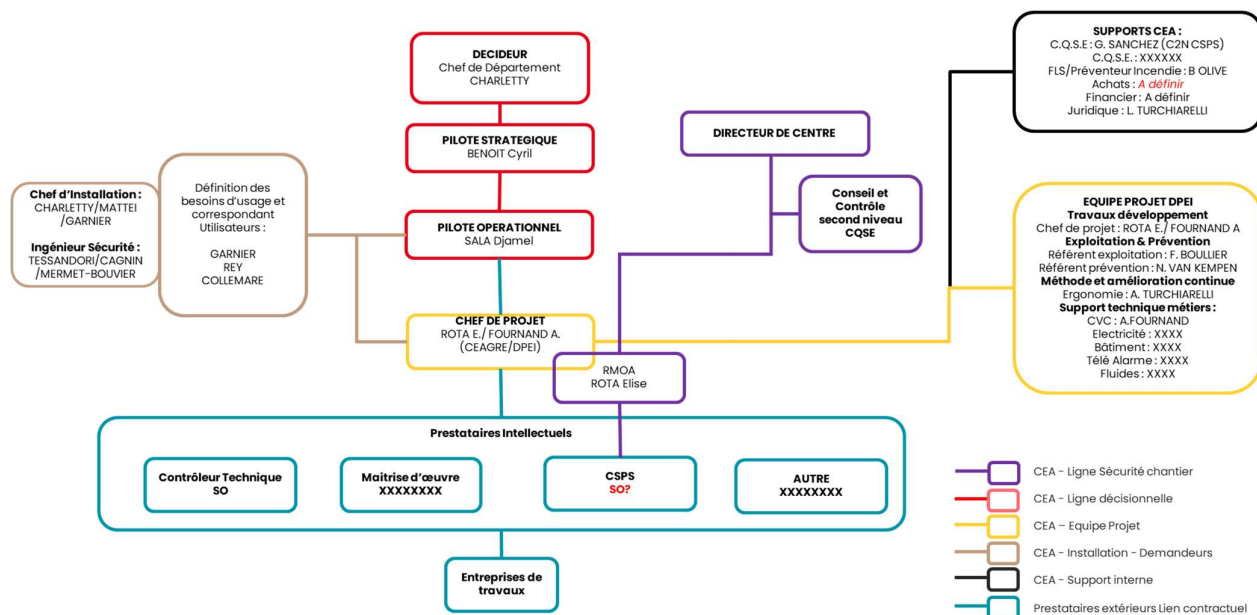 DECIDEUR
Chef de Département
CHARLETTY
PILOTE STRATEGIQUE
BENOIT Cyril
PILOTE OPERATIONNEL
SALA Djamel
CHEF DE PROJET
ROTA E./ FOURNAND A.
(CEAGRE/DPEI)
Chef d'Installation :
CHARLETTY/MATTEI
/GARNIER
Ingénieur Sécurité :
TESSANDORI/CAGNIN
/MERMET-BOUVIER
Définition des
besoins d'usage et
correspondant
Utilisateurs :
GARNIER
REY
COLLEMARE
DIRECTEUR DE CENTRE
Conseil et
Contrôle
second niveau
CQSE
RMOA
ROTA Elise
SUPPORTS CEA :
C.Q.S.E : G. SANCHEZ (C2N CSPS)
C.Q.S.E. : XXXXXX
FLS/Préventeur Incendie : B OLIVE
Achats : A définir
Financier : A définir
Juridique : L. TURCHIARELLI
EQUIPE PROJET DPEI
Travaux développement
Chef de projet : ROTA E./ FOURNAND A
Exploitation & Prévention
Référent exploitation : F. BOULLIER
Référent prévention : N. VAN KEMPEN
Méthode et amélioration continue
Ergonomie : A. TURCHIARELLI
Support technique métiers :
CVC : A.FOURNAND
Electricité : XXXX
Bâtiment : XXXX
Télé Alarme : XXXX
Fluides : XXXX
Prestataires Intellectuels
Contrôleur Technique
SO
Maitrise d'œuvre
XXXXXXXX
CSPS
SO?
AUTRE
XXXXXXXX
Entreprises de
travaux
CEA - Ligne Sécurité chantier
CEA - Ligne décisionnelle
CEA – Equipe Projet
CEA - Installation - Demandeurs
CEA - Support interne
Prestataires extérieurs Lien contractuel